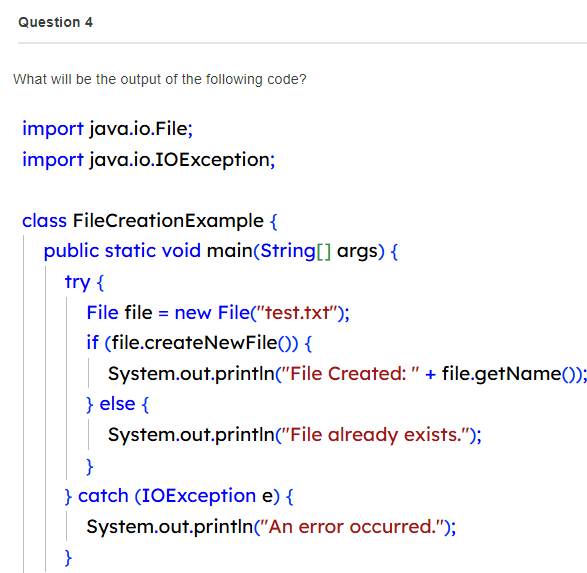 Question 4
What will be the output of the following code?
import java.io.File;
import java.io.IOException;
class FileCreationExample {
public static void main(String[] args) {
try {
File file = new File("test.txt");
if (file.createNewFile()) {
System.out.println("File Created: " + file.getName());
} else {
System.out.println("File already exists.");
}
} catch (IOException e) {
System.out.println("An error occurred.");
}